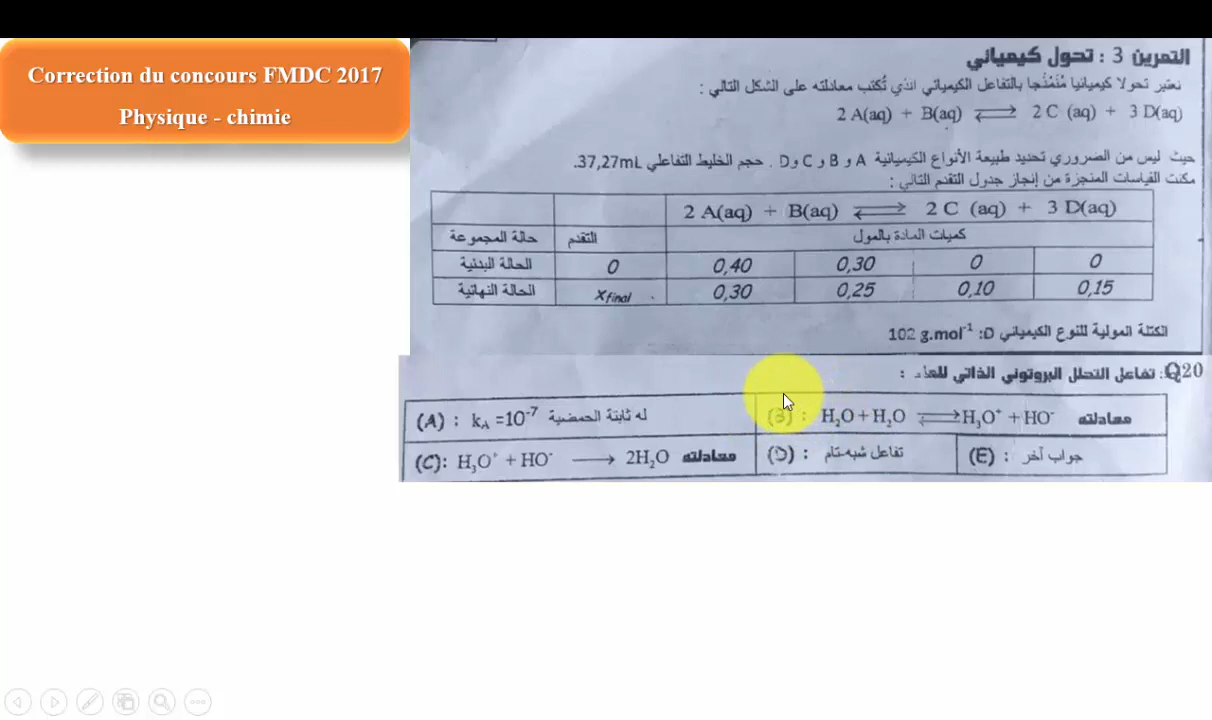 Correction du concours FMDC 2017
Physique - chimie
التمرين 3 : تحول كيميائي
نعتبر تحولا كيميائيا مُنَمْذَجا بالتفاعل الكيميائي الذي تُكتب معادلته على الشكل التالي :
2 A(aq) + B(aq) ⇄ 2 C (aq) + 3 D(aq)
حيث ليس من الضروري تحديد طبيعة الأنواع الكيميائية A و B و C و D . حجم الخليط التفاعلي 37,27mL.
مكنت القياسات المنجزة من إنجاز جدول التقدم التالي :
2 A(aq) + B(aq) ⇄ 2 C (aq) + 3 D(aq)
حالة المجموعة التقدم كميات المادة بالمول
الحالة البدئية 0 0,40 0,30 0 0
الحالة النهائية xfinal 0,30 0,25 0,10 0,15
الكتلة المولية للنوع الكيميائي D: 102 g.mol⁻¹
Q20: تفاعل التحلل البروتوني الذاتي للماء :
(A) : kA =10⁻⁷ له ثابتة الحمضية
(B) : H₂O + H₂O ⇄ H₃O⁺ + HO⁻ معادلته
(C): H₃O⁺ + HO⁻ → 2H₂O معادلته
(D) : تفاعل شبه-تام
(E) : جواب آخر